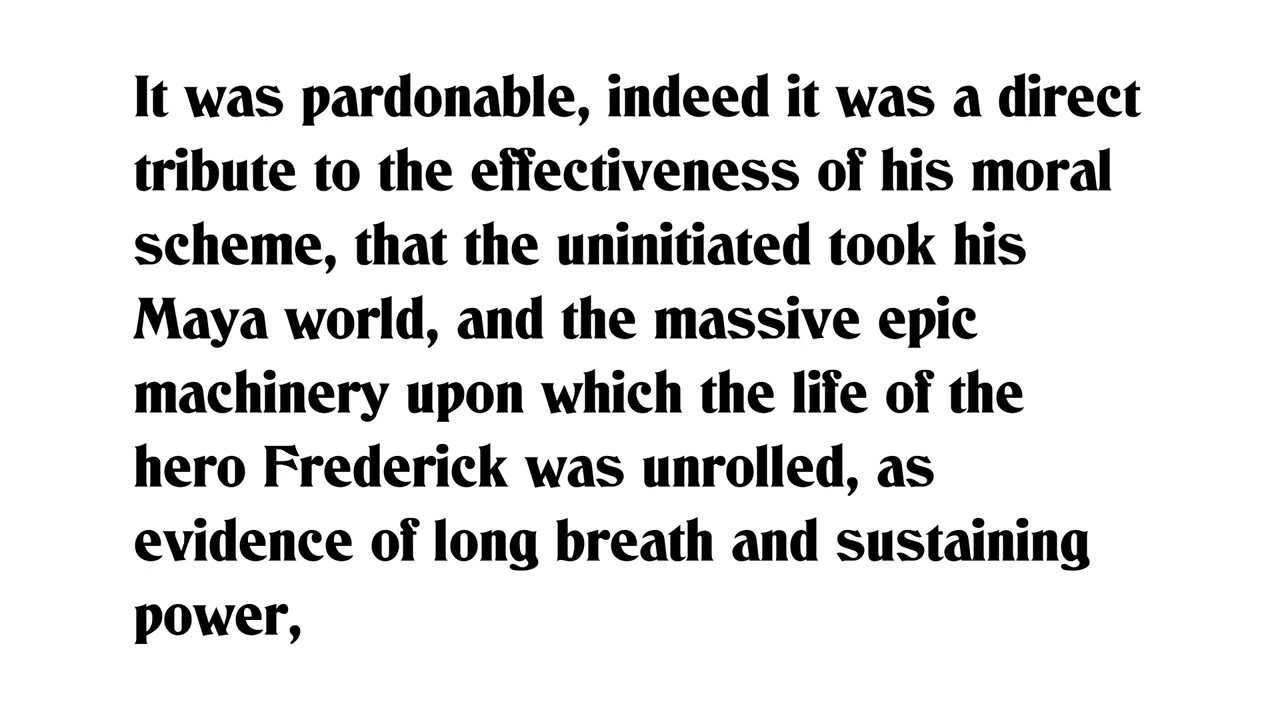 It was pardonable, indeed it was a direct
tribute to the effectiveness of his moral
scheme, that the uninitiated took his
Maya world, and the massive epic
machinery upon which the life of the
hero Frederick was unrolled, as
evidence of long breath and sustaining
power,